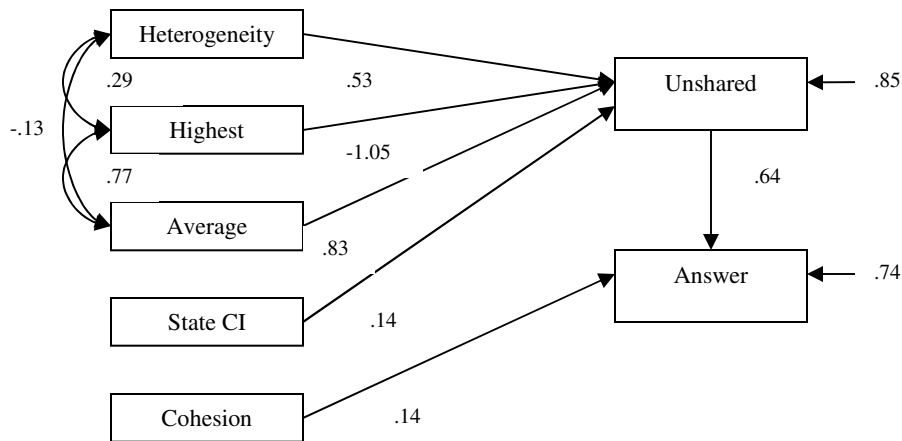 Heterogeneity
.29
.53
Unshared
.85
-.13
Highest
-1.05
.77
.64
Average
.83
Answer
.74
State CI
.14
Cohesion
.14